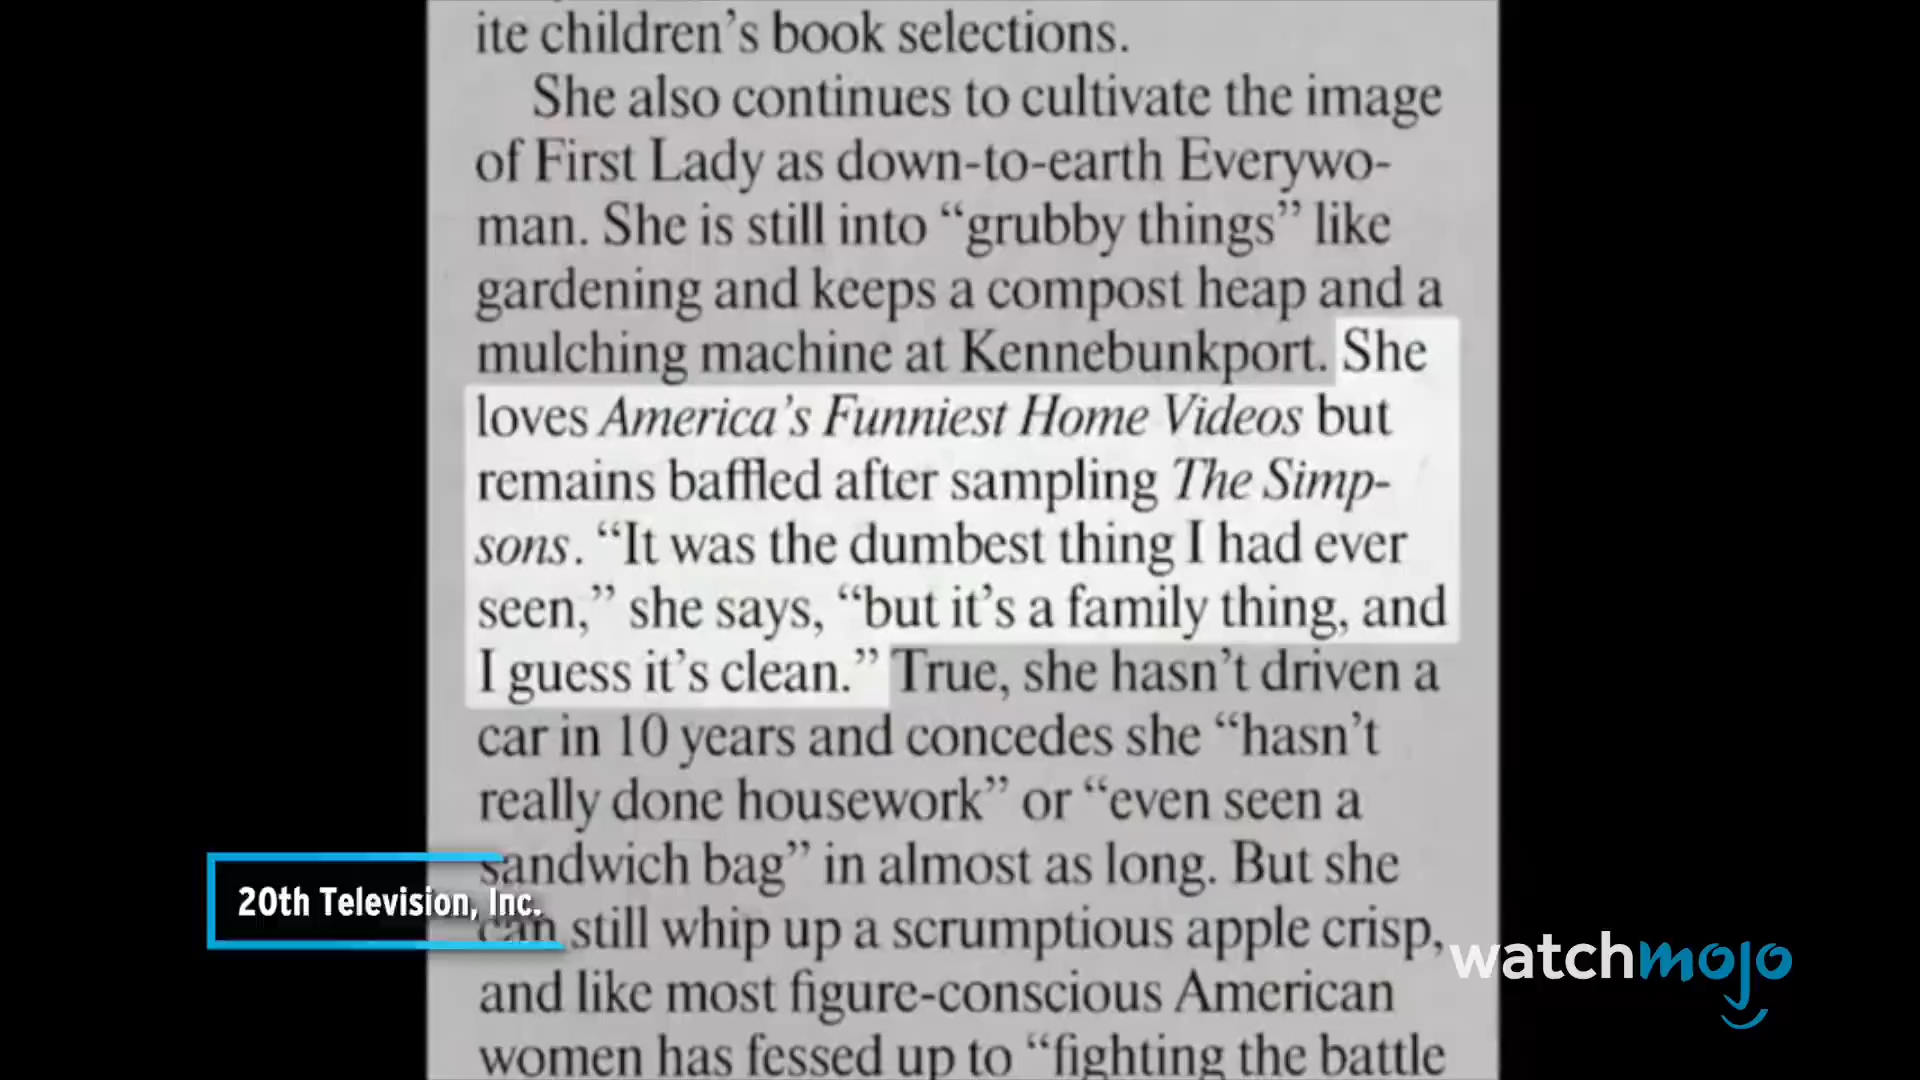 ite children's book selections.
She also continues to cultivate the image
of First Lady as down-to-earth Everywo-
man. She is still into “grubby things” like
gardening and keeps a compost heap and a
mulching machine at Kennebunkport. She
loves America's Funniest Home Videos but
remains baffled after sampling The Simp-
sons. “It was the dumbest thing I had ever
seen,” she says, “but it's a family thing, and
I guess it's clean.” True, she hasn't driven a
car in 10 years and concedes she “hasn't
really done housework” or “even seen a
sandwich bag” in almost as long. But she
can still whip up a scrumptious apple crisp,
and like most figure-conscious American
women has fessed up to “fighting the battle
20th Television, Inc.
watchmojo